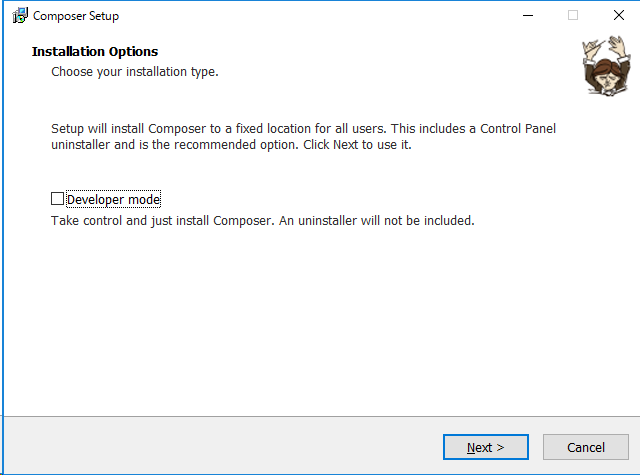 Composer Setup
Installation Options
Choose your installation type.
Setup will install Composer to a fixed location for all users. This includes a Control Panel
uninstaller and is the recommended option. Click Next to use it.
Developer mode
Take control and just install Composer. An uninstaller will not be included.
Next >
Cancel